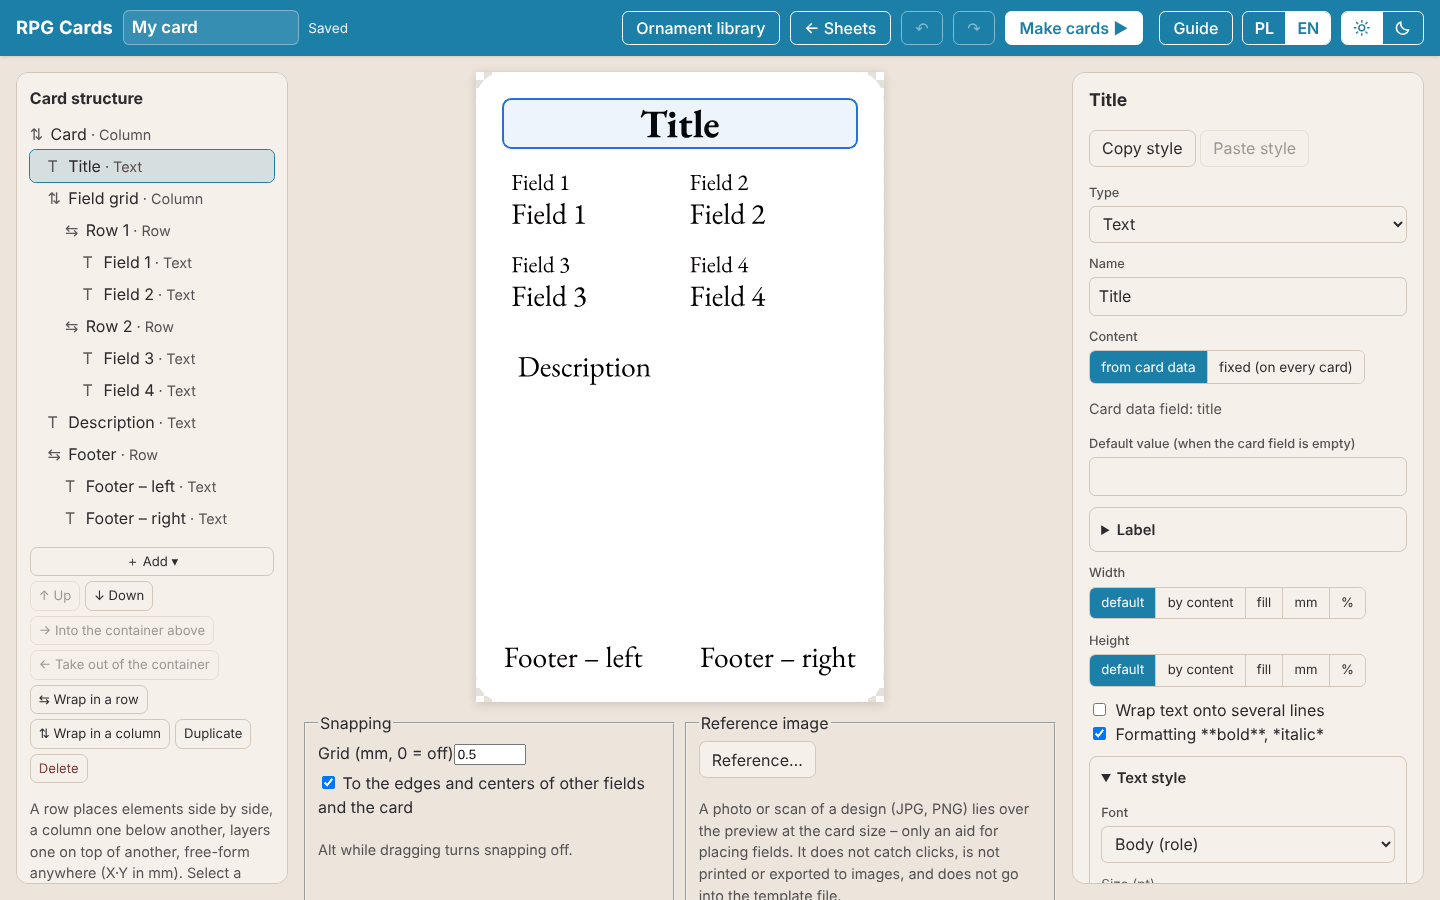 RPG Cards
My card
Saved
Ornament library
← Sheets
↶
↷
Make cards ▶
Guide
PL
EN
Card structure
⇅ Card · Column
T Title · Text
⇅ Field grid · Column
⇆ Row 1 · Row
T Field 1 · Text
T Field 2 · Text
⇆ Row 2 · Row
T Field 3 · Text
T Field 4 · Text
T Description · Text
⇆ Footer · Row
T Footer – left · Text
T Footer – right · Text
+ Add ▾
↑ Up
↓ Down
→ Into the container above
← Take out of the container
⇆ Wrap in a row
⇅ Wrap in a column
Duplicate
Delete
A row places elements side by side,
a column one below another, layers
one on top of another, free-form
anywhere (X·Y in mm). Select a
Title
Field 1
Field 2
Field 1
Field 2
Field 3
Field 4
Field 3
Field 4
Description
Footer – left
Footer – right
Snapping
Grid (mm, 0 = off) 0.5
To the edges and centers of other fields
and the card
Alt while dragging turns snapping off.
Reference image
Reference...
A photo or scan of a design (JPG, PNG) lies over
the preview at the card size – only an aid for
placing fields. It does not catch clicks, is not
printed or exported to images, and does not go
into the template file.
Title
Copy style
Paste style
Type
Text
Name
Title
Content
from card data
fixed (on every card)
Card data field: title
Default value (when the card field is empty)
▶ Label
Width
default
by content
fill
mm
%
Height
default
by content
fill
mm
%
Wrap text onto several lines
Formatting **bold**, *italic*
▼ Text style
Font
Body (role)
Size (pt)